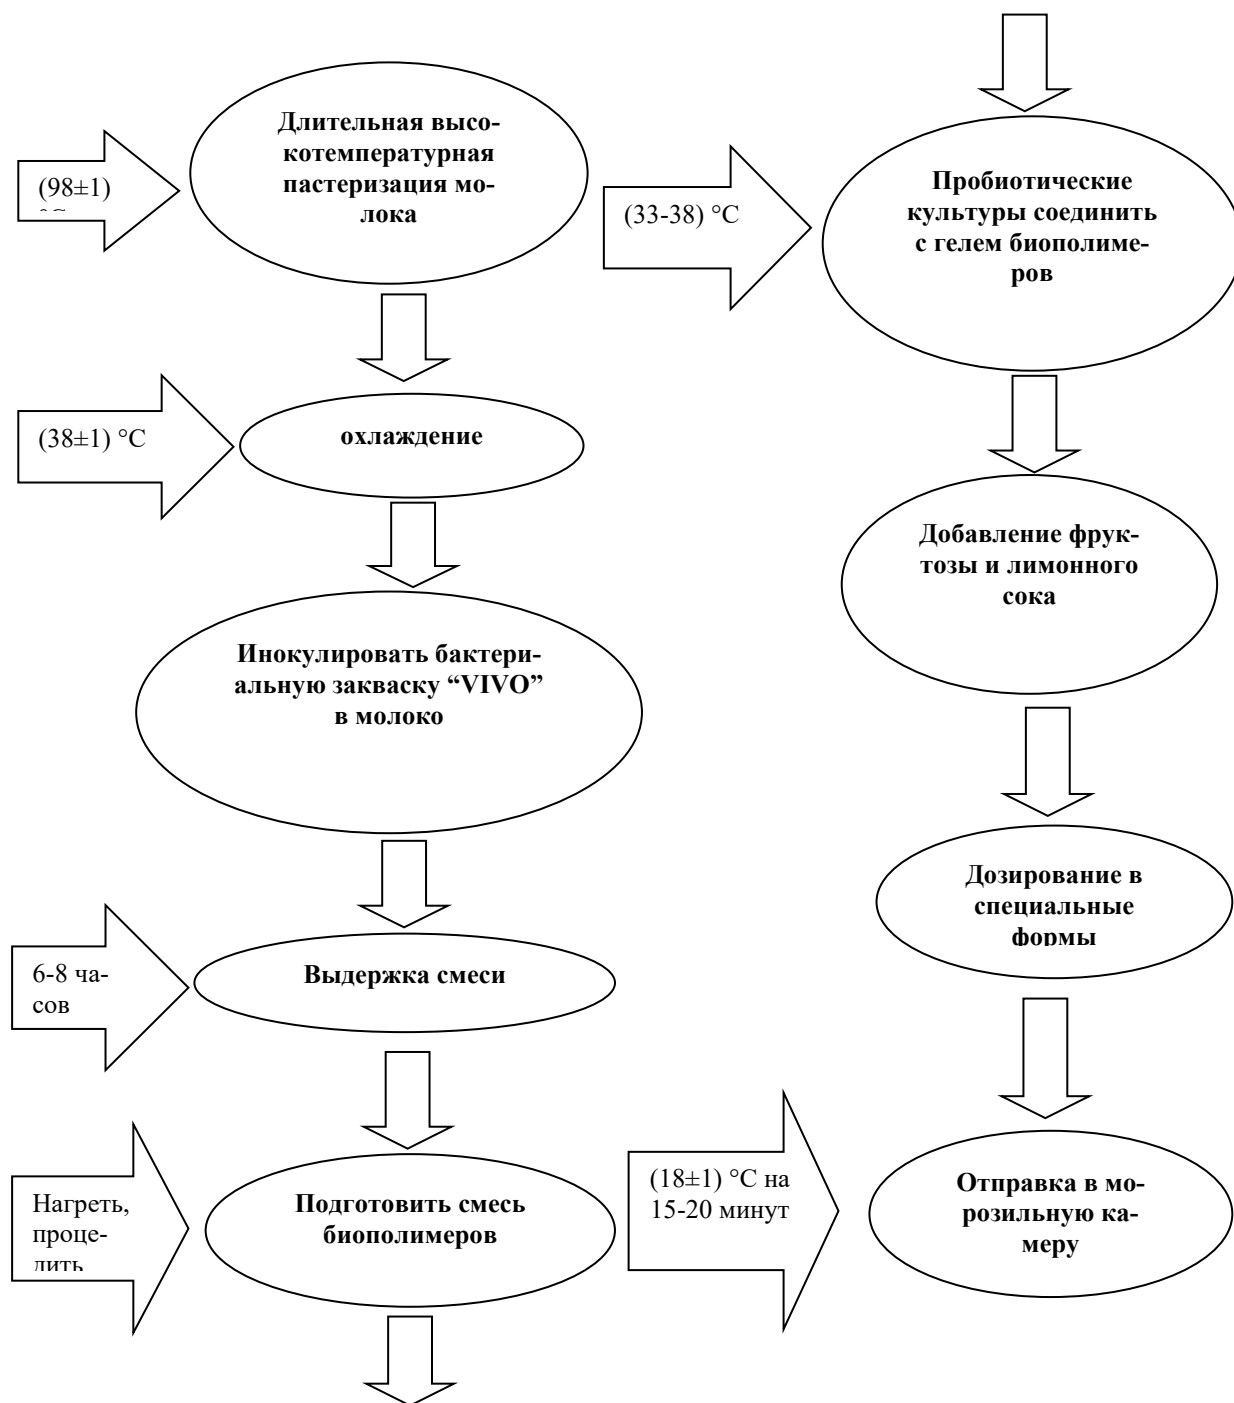 (98±1)
°C
Длительная высо-
котемпературная
пастеризация мо-
лока
(38±1) °C
охлаждение
Инокулировать бактери-
альную закваску “VIVO”
в молоко
6-8 ча-
сов
Выдержка смеси
Нагреть,
проце-
дить
Подготовить смесь
биополимеров
(33-38) °C
Пробиотические
культуры соединить
с гелем биополиме-
ров
Добавление фрук-
тозы и лимонного
сока
Дозирование в
специальные
формы
(18±1) °C на
15-20 минут
Отправка в мо-
розильную ка-
меру